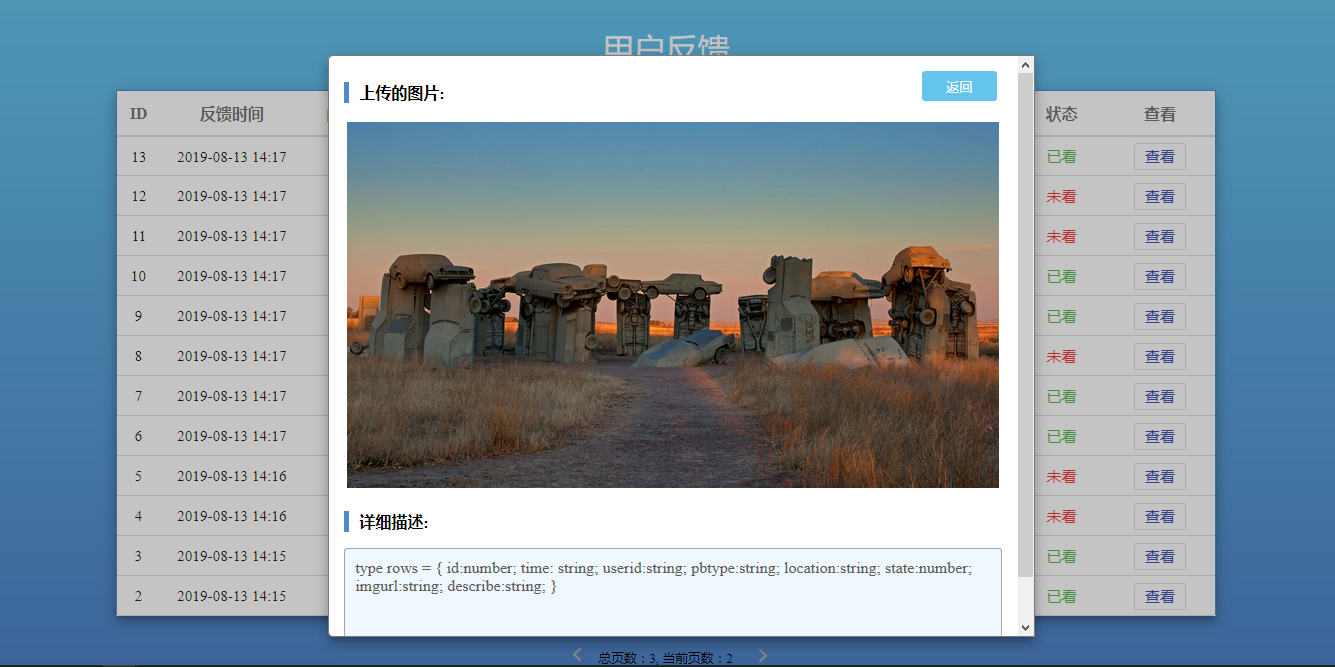 用户反馈
上传的图片:
返回
ID 反馈时间 状态 查看
13 2019-08-13 14:17 已看 查看
12 2019-08-13 14:17 未看 查看
11 2019-08-13 14:17 未看 查看
10 2019-08-13 14:17 已看 查看
9 2019-08-13 14:17 已看 查看
8 2019-08-13 14:17 未看 查看
7 2019-08-13 14:17 已看 查看
6 2019-08-13 14:17 已看 查看
5 2019-08-13 14:16 未看 查看
4 2019-08-13 14:16 未看 查看
3 2019-08-13 14:15 已看 查看
2 2019-08-13 14:15 已看 查看
详细描述:
type rows = { id:number; time: string; userid:string; pbtype:string; location:string; state:number;
imgurl:string; describe:string; }
总页数：3, 当前页数：2